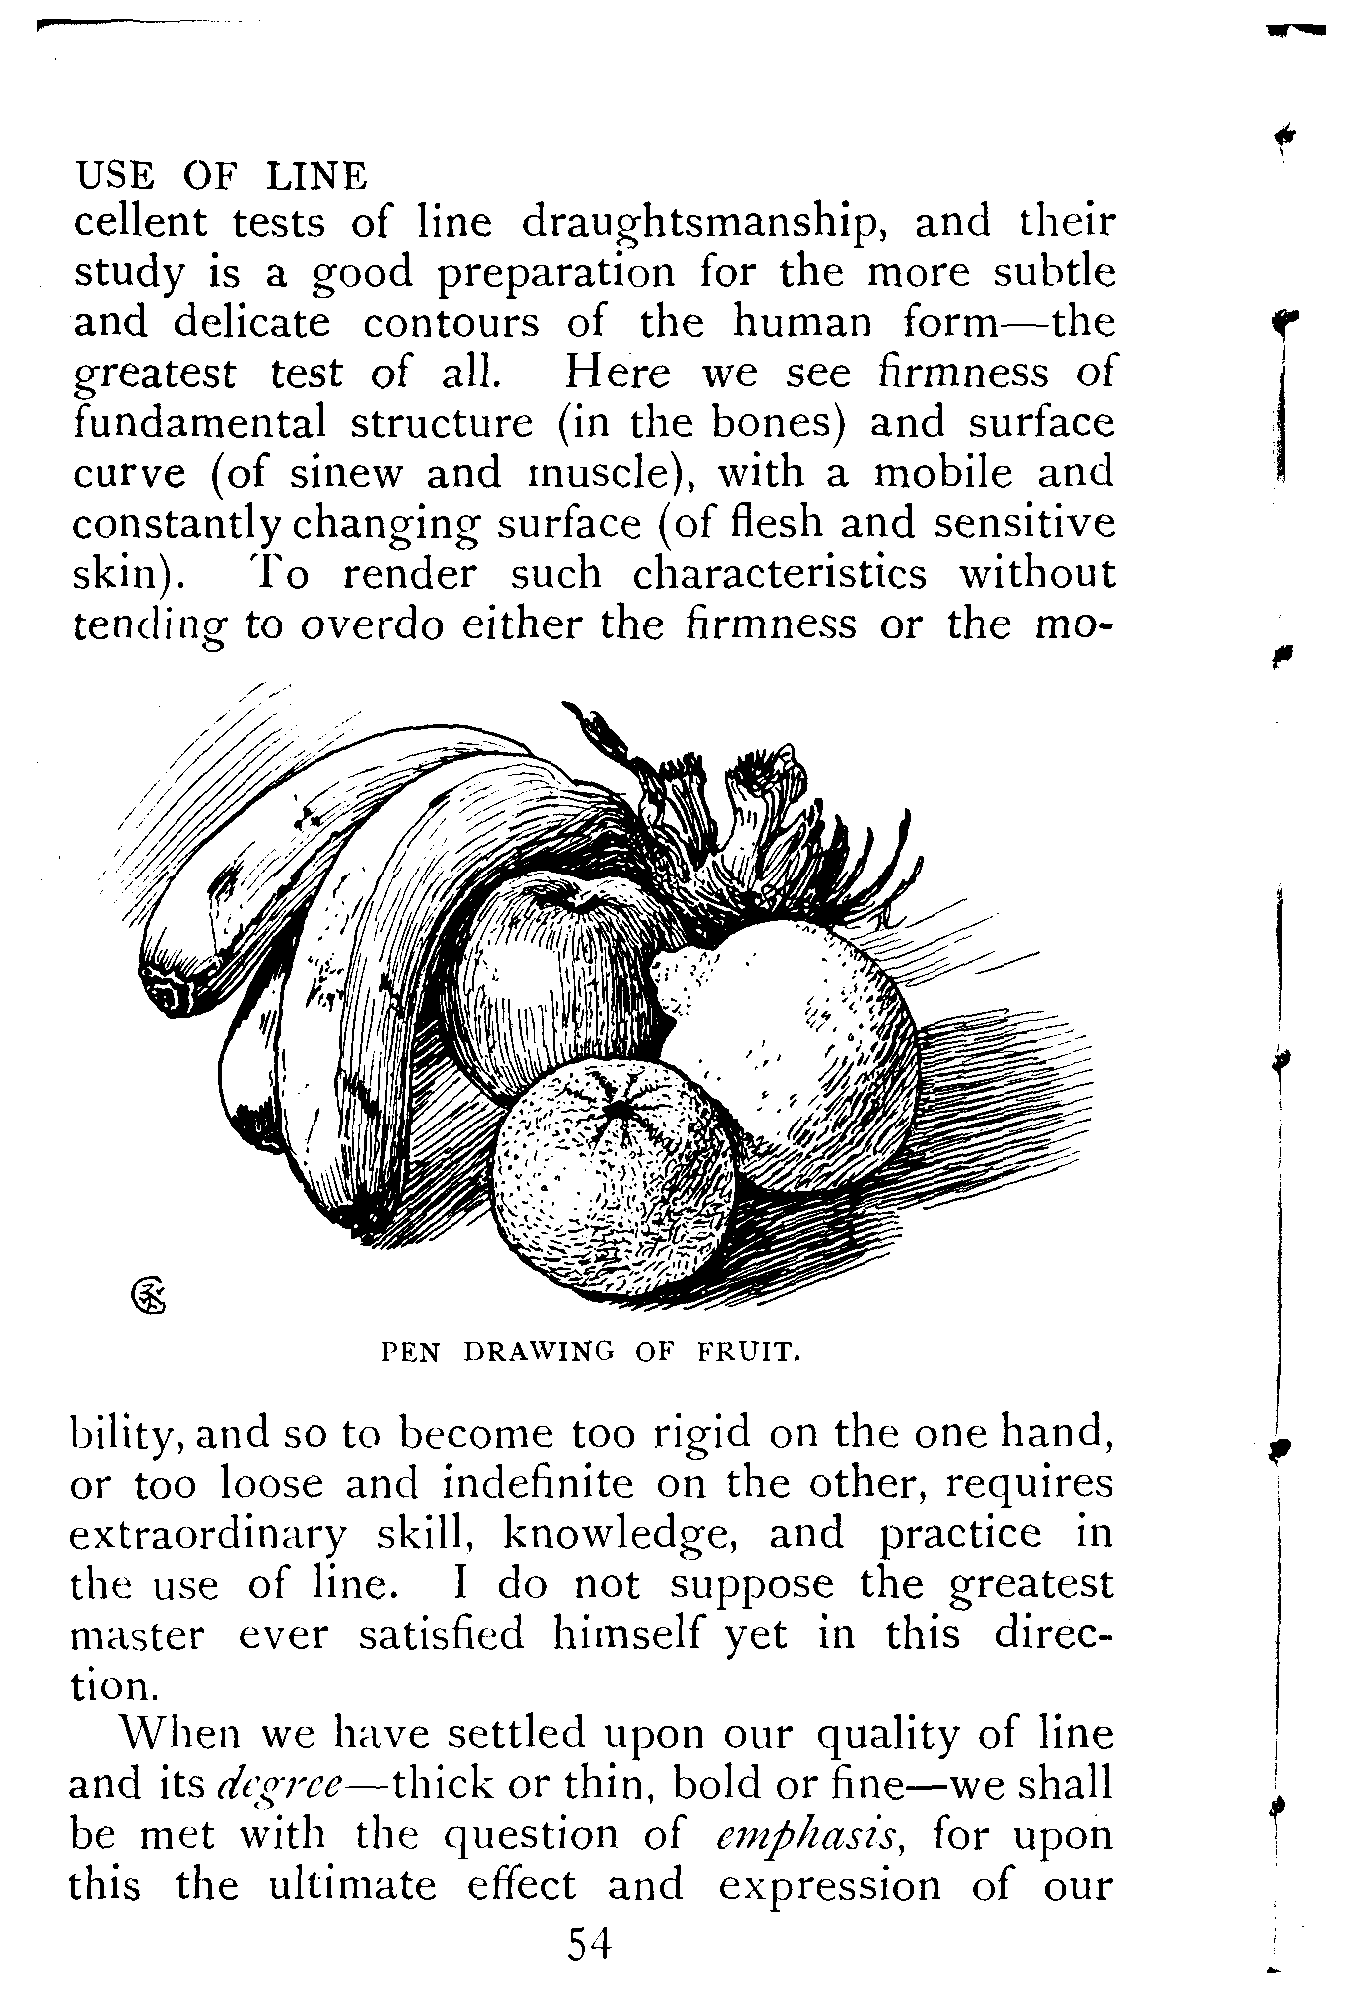 USE OF LINE
cellent tests of line draughtsmanship, and their
study is a good preparation for the more subtle
and delicate contours of the human form—the
greatest test of all. Here we see firmness of
fundamental structure (in the bones) and surface
curve (of sinew and muscle), with a mobile and
constantly changing surface (of flesh and sensitive
skin). To render such characteristics without
tending to overdo either the firmness or the mo-
PEN DRAWING OF FRUIT.
bility, and so to become too rigid on the one hand,
or too loose and indefinite on the other, requires
extraordinary skill, knowledge, and practice in
the use of line. I do not suppose the greatest
master ever satisfied himself yet in this direc-
tion.
When we have settled upon our quality of line
and its degree—thick or thin, bold or fine—we shall
be met with the question of emphasis, for upon
this the ultimate effect and expression of our
54